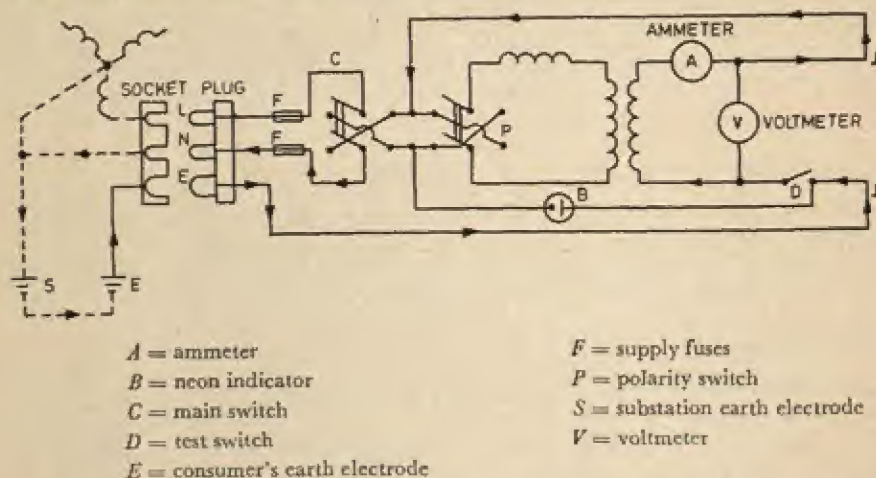 AMMETER
C
SOCKET PLUG
F
A
L
P
N
F
V
VOLTMETER
E
B
D
S
E
A = ammeter
B = neon indicator
C = main switch
D = test switch
E = consumer's earth electrode
F = supply fuses
P = polarity switch
S = substation earth electrode
V = voltmeter